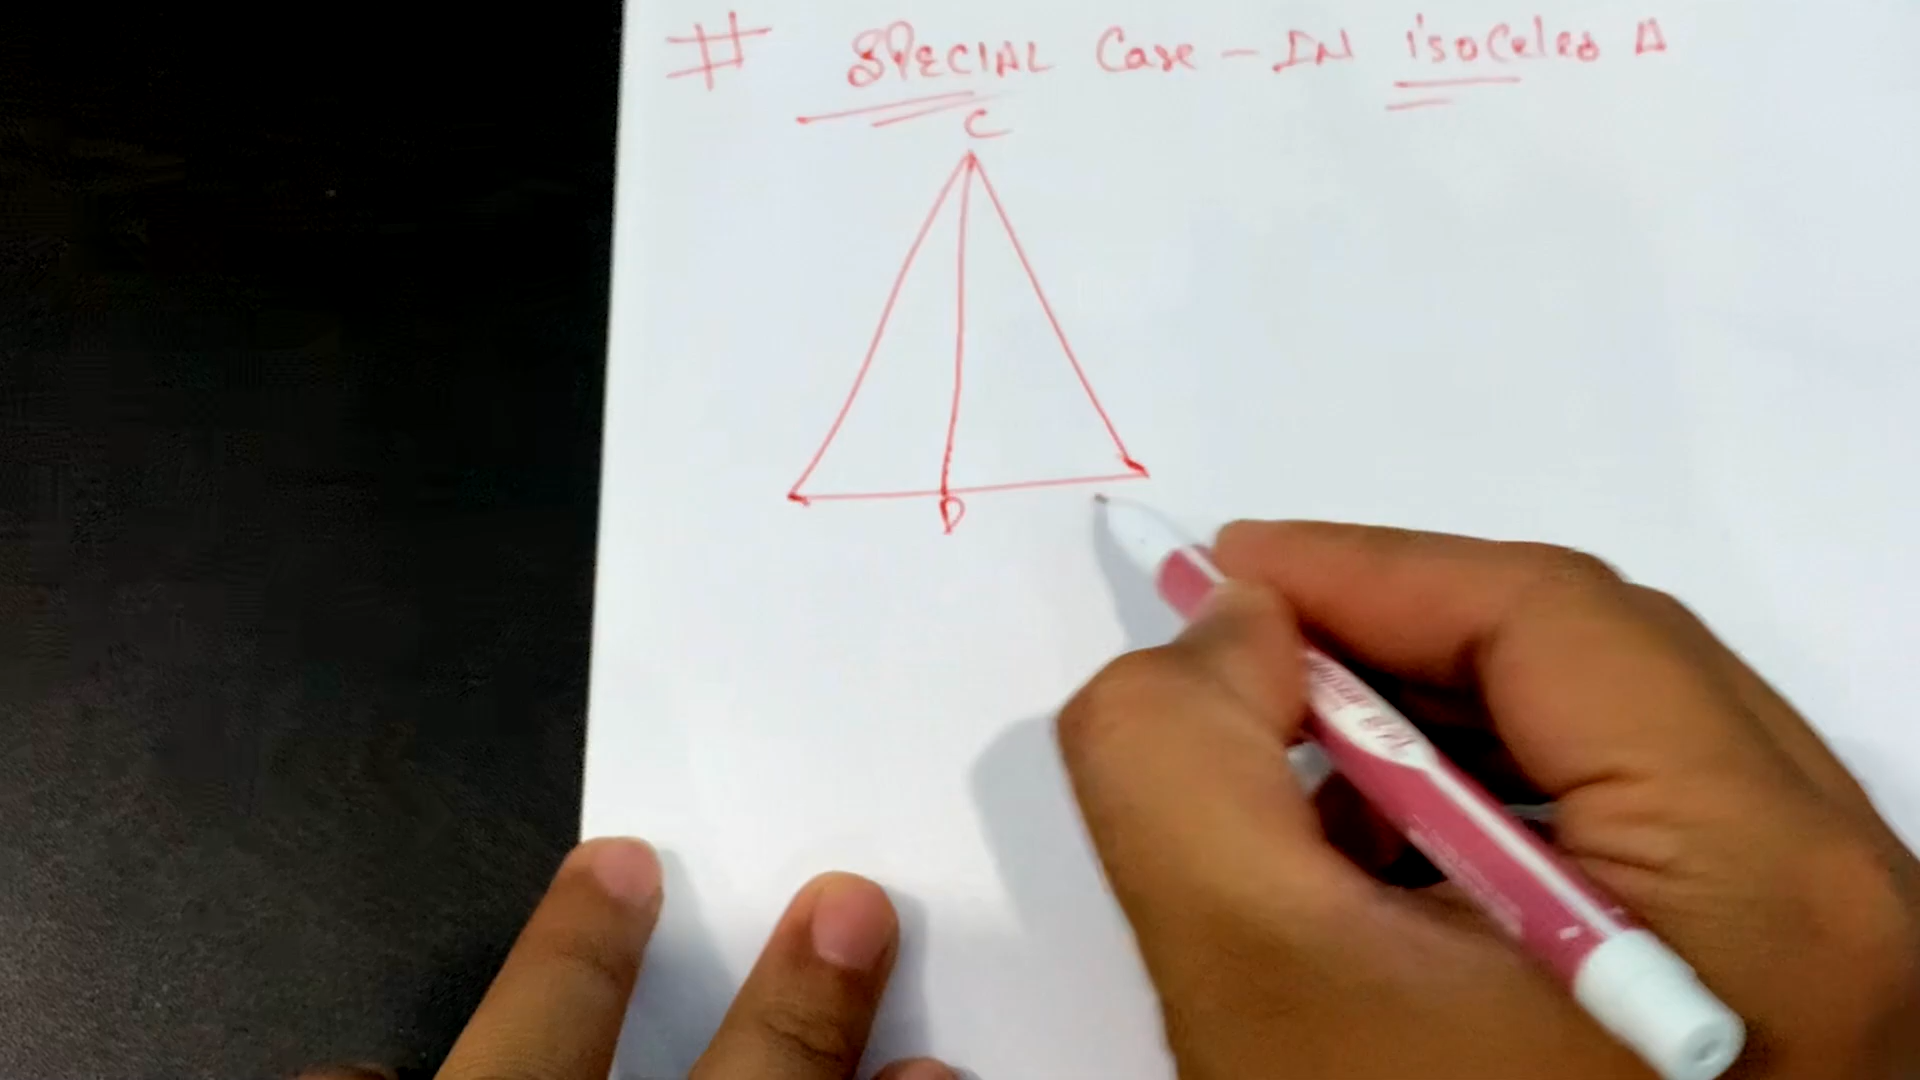 # SPECIAL Case - IN isoceles Δ
C
D